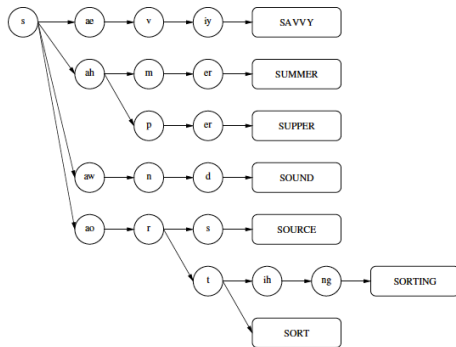 s ae v iy SAVVY
ah m er SUMMER
p er SUPPER
aw n d SOUND
ao r s SOURCE
t ih ng SORTING
SORT